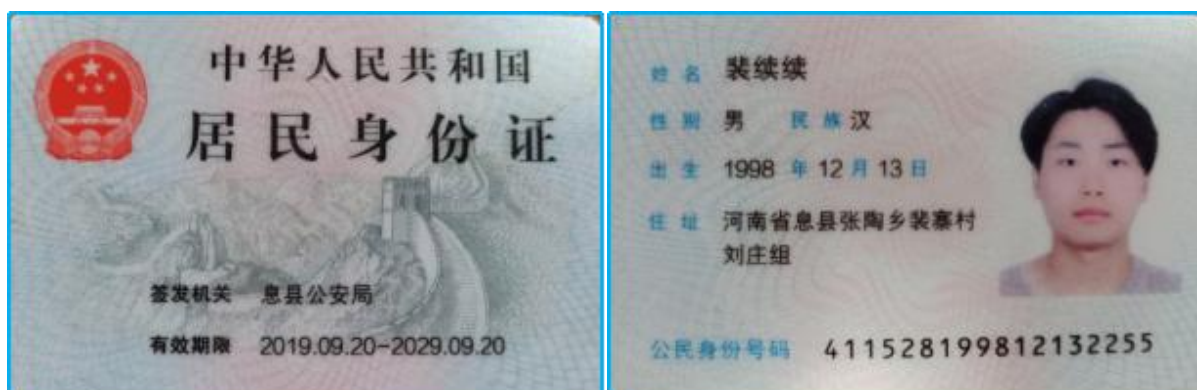 中华人民共和国
居民身份证
签发机关 息县公安局
有效期限 2019.09.20-2029.09.20
姓名 裴续续
性别 男 民族 汉
出生 1998 年 12 月 13 日
住址 河南省息县张陶乡裴寨村
刘庄组
公民身份号码 411528199812132255